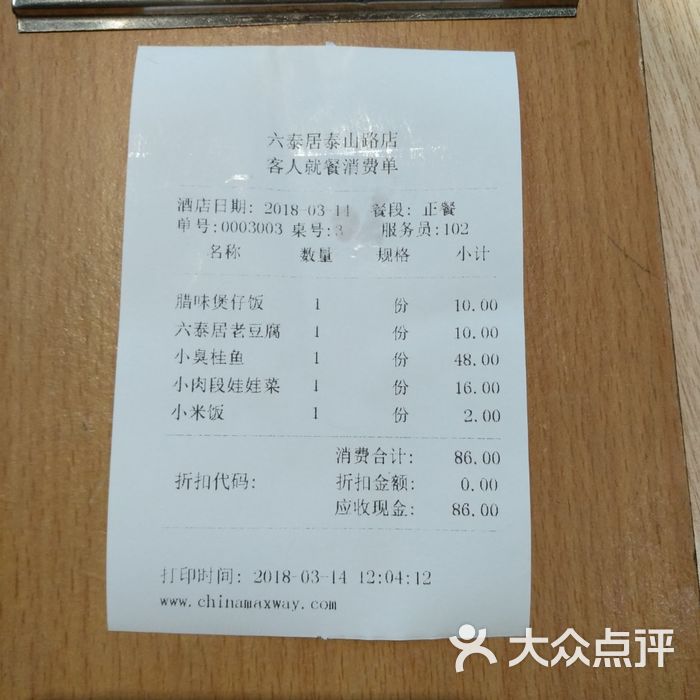 六泰居泰山路店
客人就餐消费单
酒店日期: 2018-03-14 餐段: 正餐
单号:0003003 桌号:3 服务员:102
名称 数量 规格 小计
腊味煲仔饭 1 份 10.00
六泰居老豆腐 1 份 10.00
小臭桂鱼 1 份 48.00
小肉段娃娃菜 1 份 16.00
小米饭 1 份 2.00
消费合计: 86.00
折扣代码: 折扣金额: 0.00
应收现金: 86.00
打印时间: 2018-03-14 12:04:12
www.chinamaxway.com
大众点评